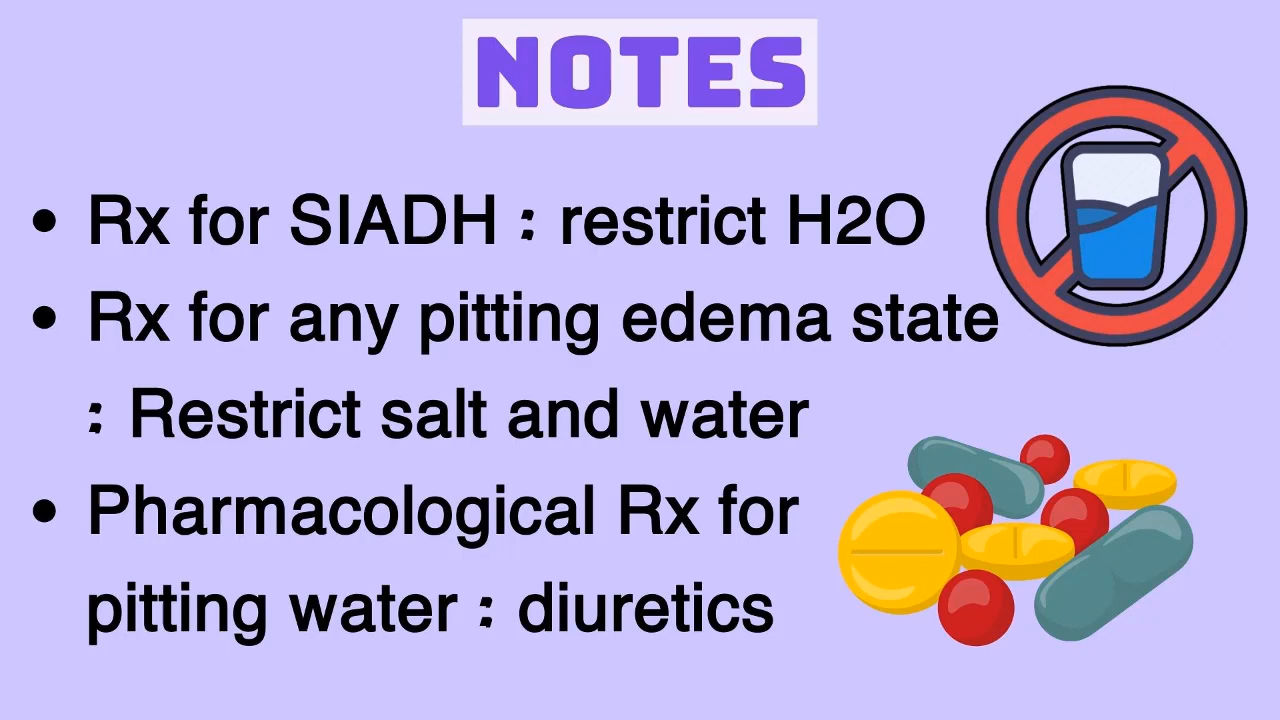 NOTES
• Rx for SIADH : restrict H2O
• Rx for any pitting edema state
: Restrict salt and water
• Pharmacological Rx for
pitting water : diuretics